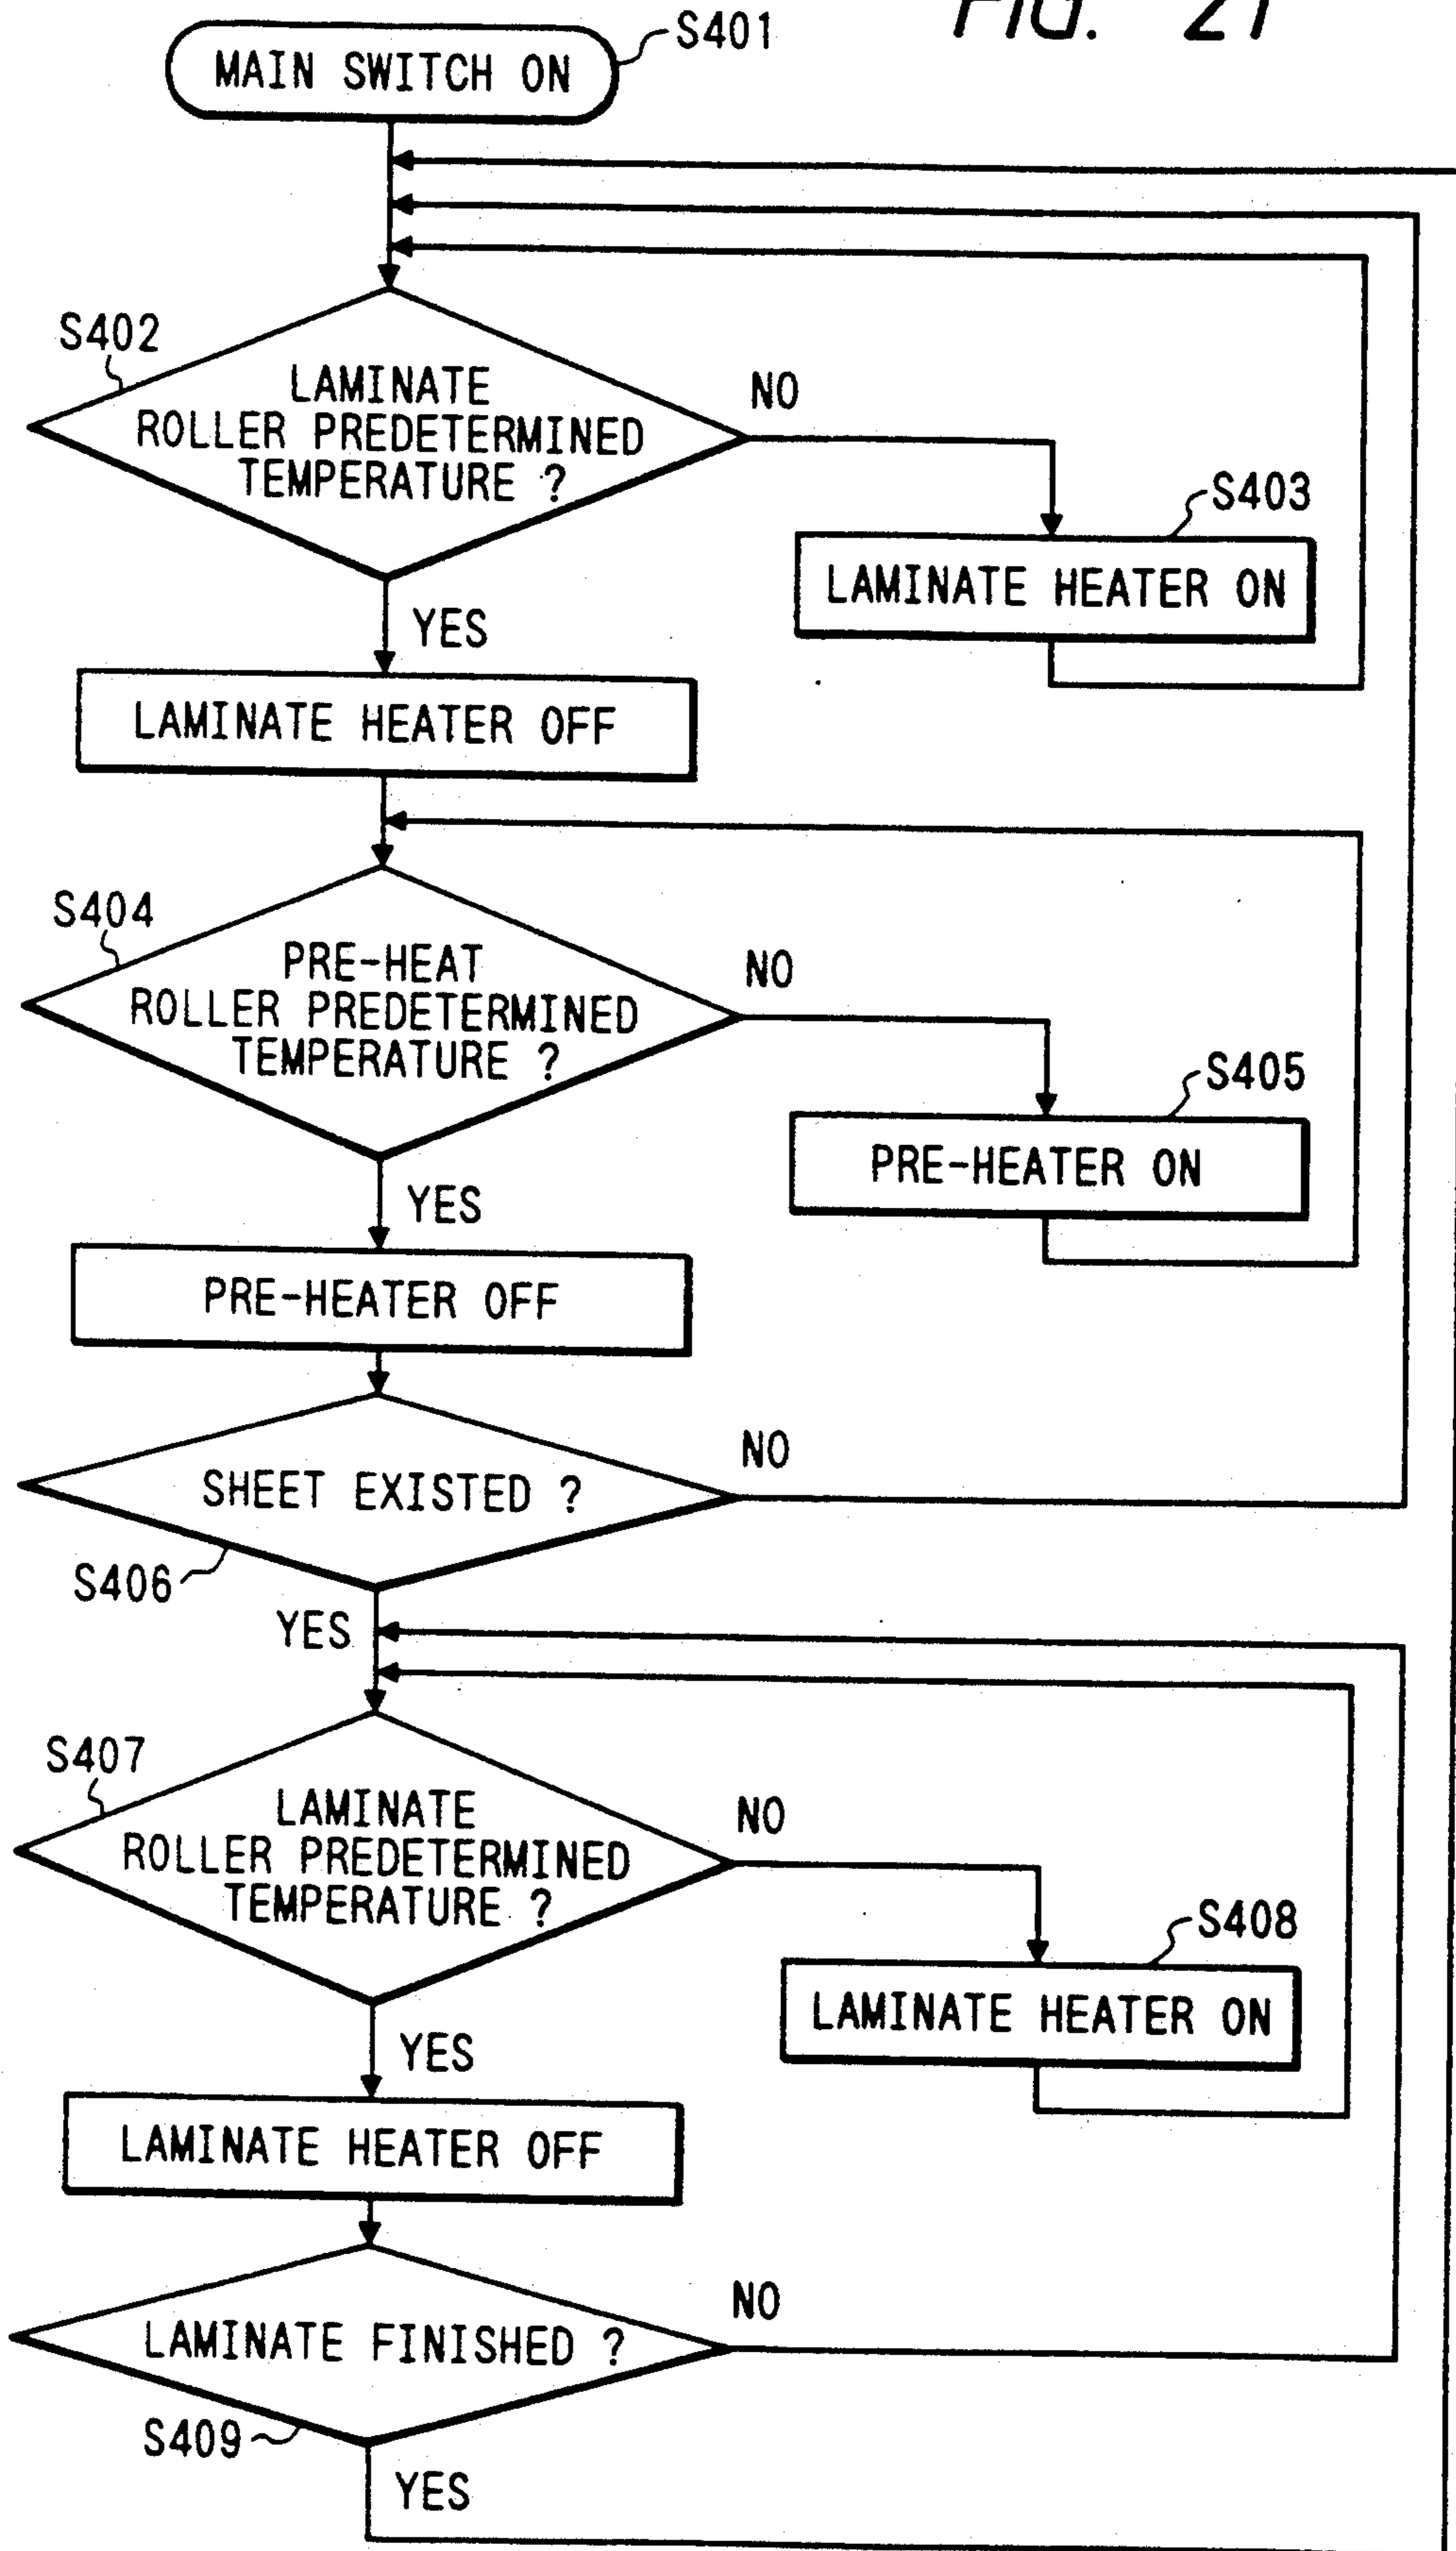 FIG. 21
MAIN SWITCH ON
S401
S402
LAMINATE
ROLLER PREDETERMINED
TEMPERATURE ?
NO
S403
LAMINATE HEATER ON
YES
LAMINATE HEATER OFF
S404
PRE-HEAT
ROLLER PREDETERMINED
TEMPERATURE ?
NO
S405
PRE-HEATER ON
YES
PRE-HEATER OFF
SHEET EXISTED ?
NO
S406
YES
S407
LAMINATE
ROLLER PREDETERMINED
TEMPERATURE ?
NO
S408
LAMINATE HEATER ON
YES
LAMINATE HEATER OFF
LAMINATE FINISHED ?
NO
S409
YES